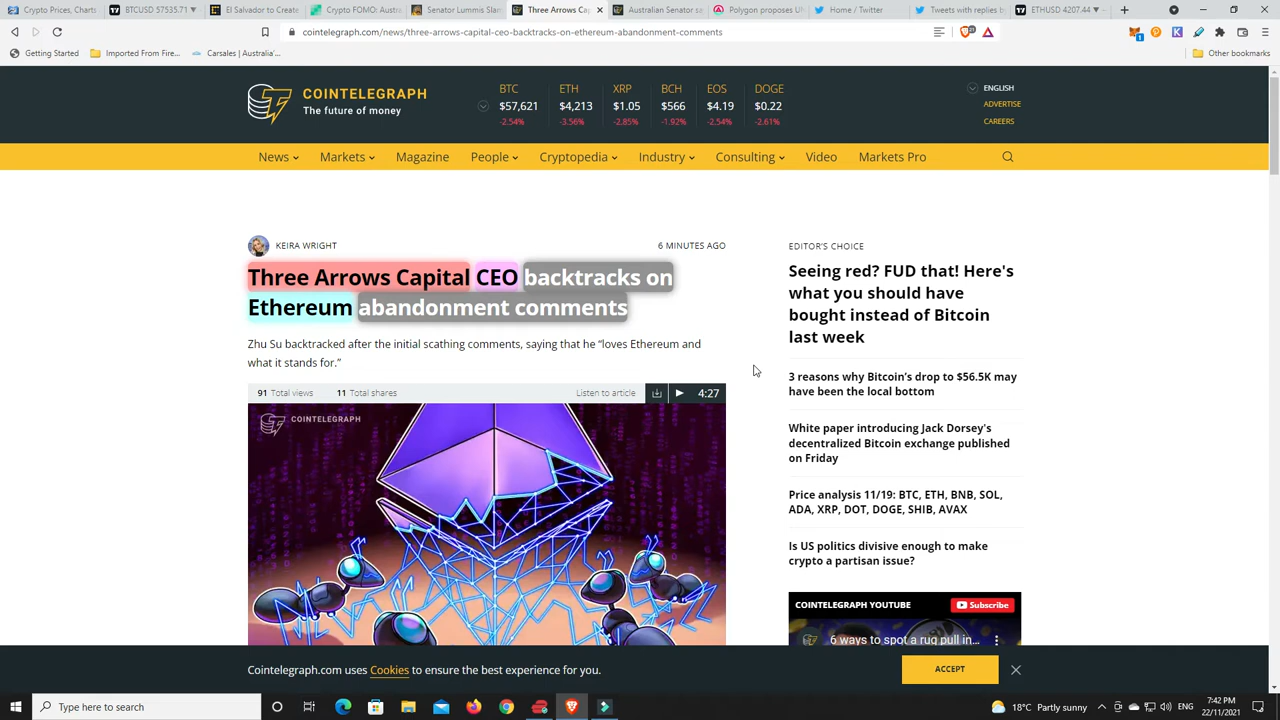 Crypto Prices, Charts
BTCUSD 57535.71 ▼
El Salvador to Create
Crypto FOMO: Austra
Senator Lummis Slam
Three Arrows Cap
Australian Senator sa
Polygon proposes U
Home / Twitter
Tweets with replies by
ETHUSD 4207.44 ▼
cointelegraph.com/news/three-arrows-capital-ceo-backtracks-on-ethereum-abandonment-comments
Getting Started
Imported From Fire...
Carsales | Australia'...
Other bookmarks
COINTELEGRAPH
The future of money
BTC ETH XRP BCH EOS DOGE
$57,621 $4,213 $1.05 $566 $4.19 $0.22
-2.54% -3.56% -2.85% -1.92% -2.54% -2.61%
ENGLISH
ADVERTISE
CAREERS
News Markets Magazine People Cryptopedia Industry Consulting Video Markets Pro
KEIRA WRIGHT
6 MINUTES AGO
Three Arrows Capital CEO backtracks on
Ethereum abandonment comments
Zhu Su backtracked after the initial scathing comments, saying that he “loves Ethereum and
what it stands for.”
91 Total views
11 Total shares
Listen to article
4:27
COINTELEGRAPH
EDITOR'S CHOICE
Seeing red? FUD that! Here's
what you should have
bought instead of Bitcoin
last week
3 reasons why Bitcoin’s drop to $56.5K may
have been the local bottom
White paper introducing Jack Dorsey's
decentralized Bitcoin exchange published
on Friday
Price analysis 11/19: BTC, ETH, BNB, SOL,
ADA, XRP, DOT, DOGE, SHIB, AVAX
Is US politics divisive enough to make
crypto a partisan issue?
COINTELEGRAPH YOUTUBE
Subscribe
6 ways to spot a rug pull in...
Cointelegraph.com uses Cookies to ensure the best experience for you.
ACCEPT
Type here to search
18°C Partly sunny
ENG
7:42 PM
22/11/2021